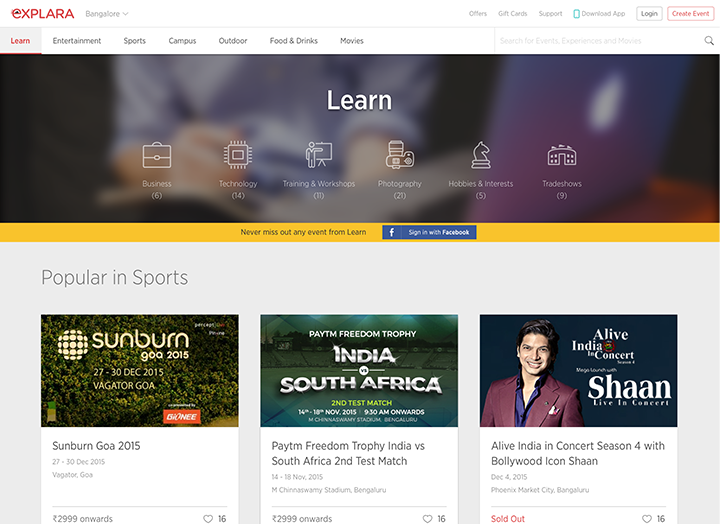 eXPLARA
Bangalore
Offers
Gift Cards
Support
Download App
Login
Create Event
Learn
Entertainment
Sports
Campus
Outdoor
Food & Drinks
Movies
Search for Events, Experiences and Movies
Learn
Business
(6)
Technology
(14)
Training & Workshops
(11)
Photography
(21)
Hobbies & Interests
(5)
Tradeshows
(9)
Never miss out any event from Learn
f Sign in with Facebook
Popular in Sports
sunburn
goa 2015
27 - 30 DEC 2015
VAGATOR GOA
GIONEE
Sunburn Goa 2015
27 - 30 Dec 2015
Vagator, Goa
₹2999 onwards
16
PAYTM FREEDOM TROPHY
INDIA
VS
SOUTH AFRICA
2ND TEST MATCH
14TH - 18TH NOV, 2015 | 9:30 AM ONWARDS
M CHINNASWAMY STADIUM, BENGALURU
Paytm Freedom Trophy India vs
South Africa 2nd Test Match
14 - 18 Nov, 2015
M Chinnaswamy Stadium, Bengaluru
₹2999 onwards
16
Alive
India
In Concert
Season 4
Mega launch with
Shaan
Live In Concert
Alive India in Concert Season 4 with
Bollywood Icon Shaan
Dec 4, 2015
Phoenix Market City, Bangaluru
Sold Out
16